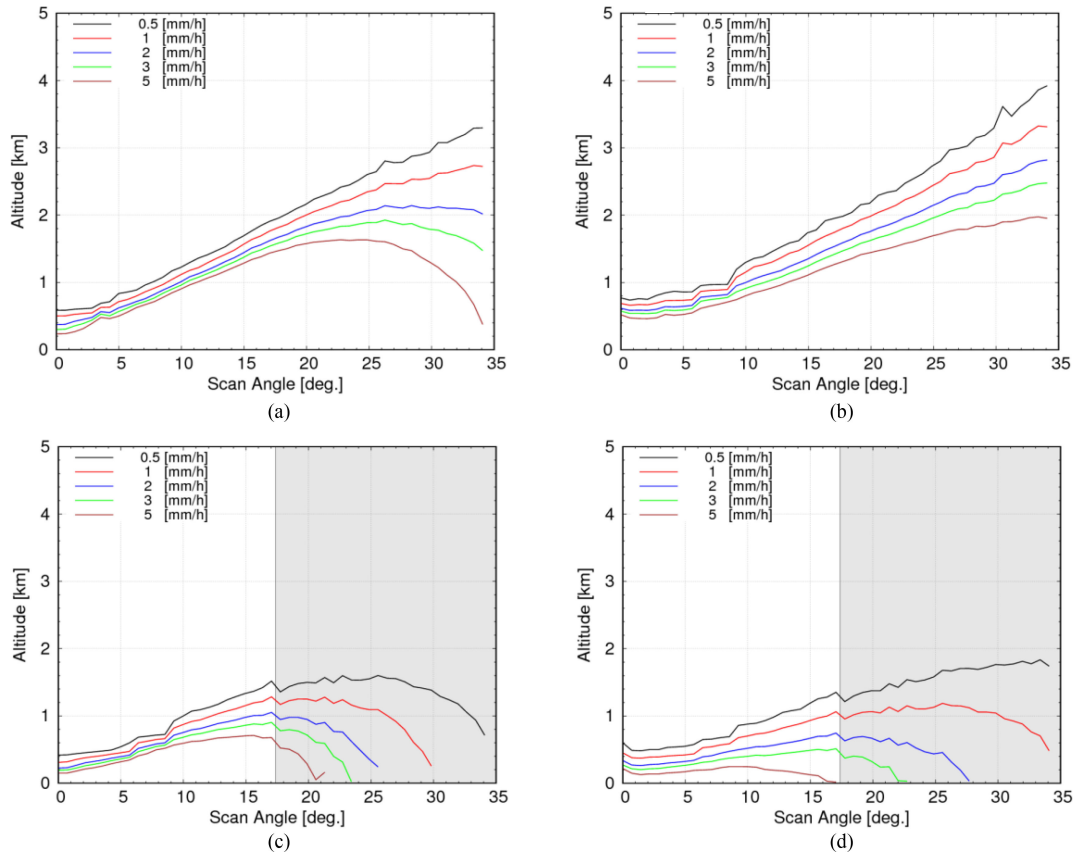 5
0.5 [mm/h]
1 [mm/h]
4
2 [mm/h]
3 [mm/h]
5 [mm/h]
3
2
1
0
Altitude [km]
0 5 10 15 20 25 30 35
Scan Angle [deg.]
(a)
5
0.5 [mm/h]
1 [mm/h]
4
2 [mm/h]
3 [mm/h]
5 [mm/h]
3
2
1
0
Altitude [km]
0 5 10 15 20 25 30 35
Scan Angle [deg.]
(b)
5
0.5 [mm/h]
1 [mm/h]
4
2 [mm/h]
3 [mm/h]
5 [mm/h]
3
2
1
0
Altitude [km]
0 5 10 15 20 25 30 35
Scan Angle [deg.]
(c)
5
0.5 [mm/h]
1 [mm/h]
4
2 [mm/h]
3 [mm/h]
5 [mm/h]
3
2
1
0
Altitude [km]
0 5 10 15 20 25 30 35
Scan Angle [deg.]
(d)